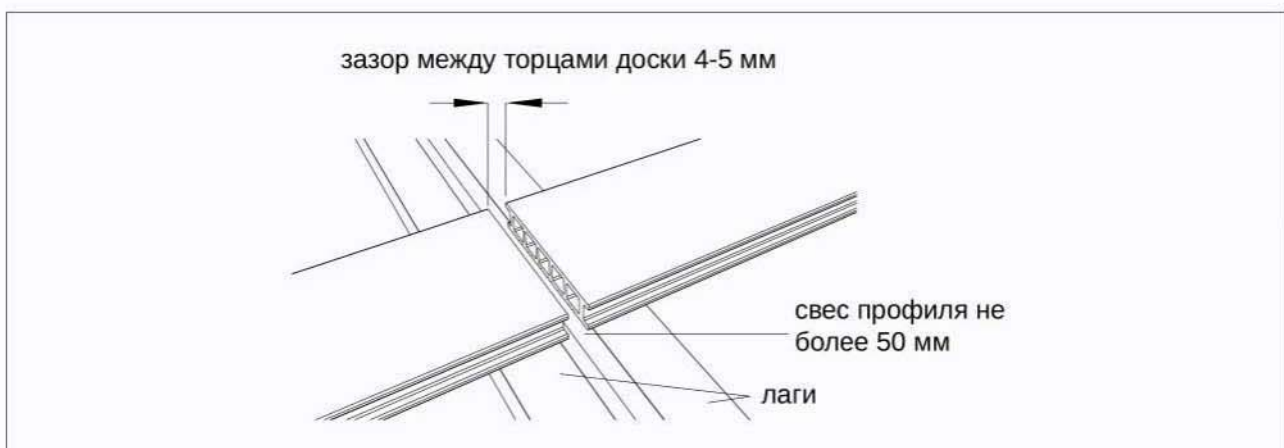 зазор между торцами доски 4-5 мм
свес профиля не
более 50 мм
лаги